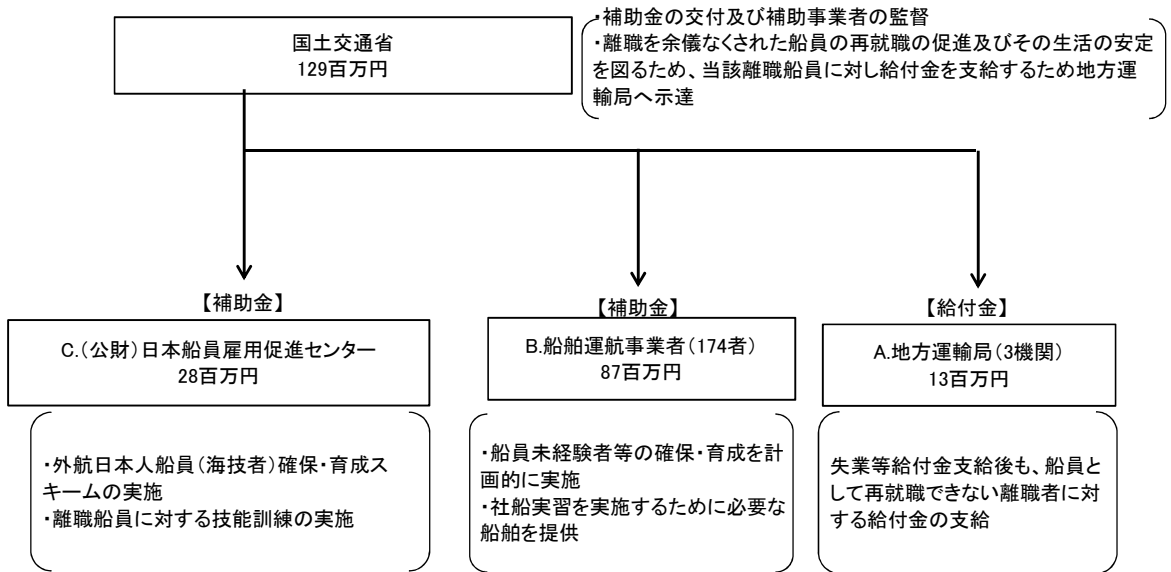 国土交通省
129百万円
・補助金の交付及び補助事業者の監督
・離職を余儀なくされた船員の再就職の促進及びその生活の安定
を図るため、当該離職船員に対し給付金を支給するため地方運
輸局へ示達
【補助金】
C.(公財)日本船員雇用促進センター
28百万円
・外航日本人船員(海技者)確保・育成ス
キームの実施
・離職船員に対する技能訓練の実施
【補助金】
B.船舶運航事業者(174者)
87百万円
・船員未経験者等の確保・育成を計
画的に実施
・社船実習を実施するために必要な
船舶を提供
【給付金】
A.地方運輸局(3機関)
13百万円
失業等給付金支給後も、船員とし
て再就職できない離職者に対
する給付金の支給